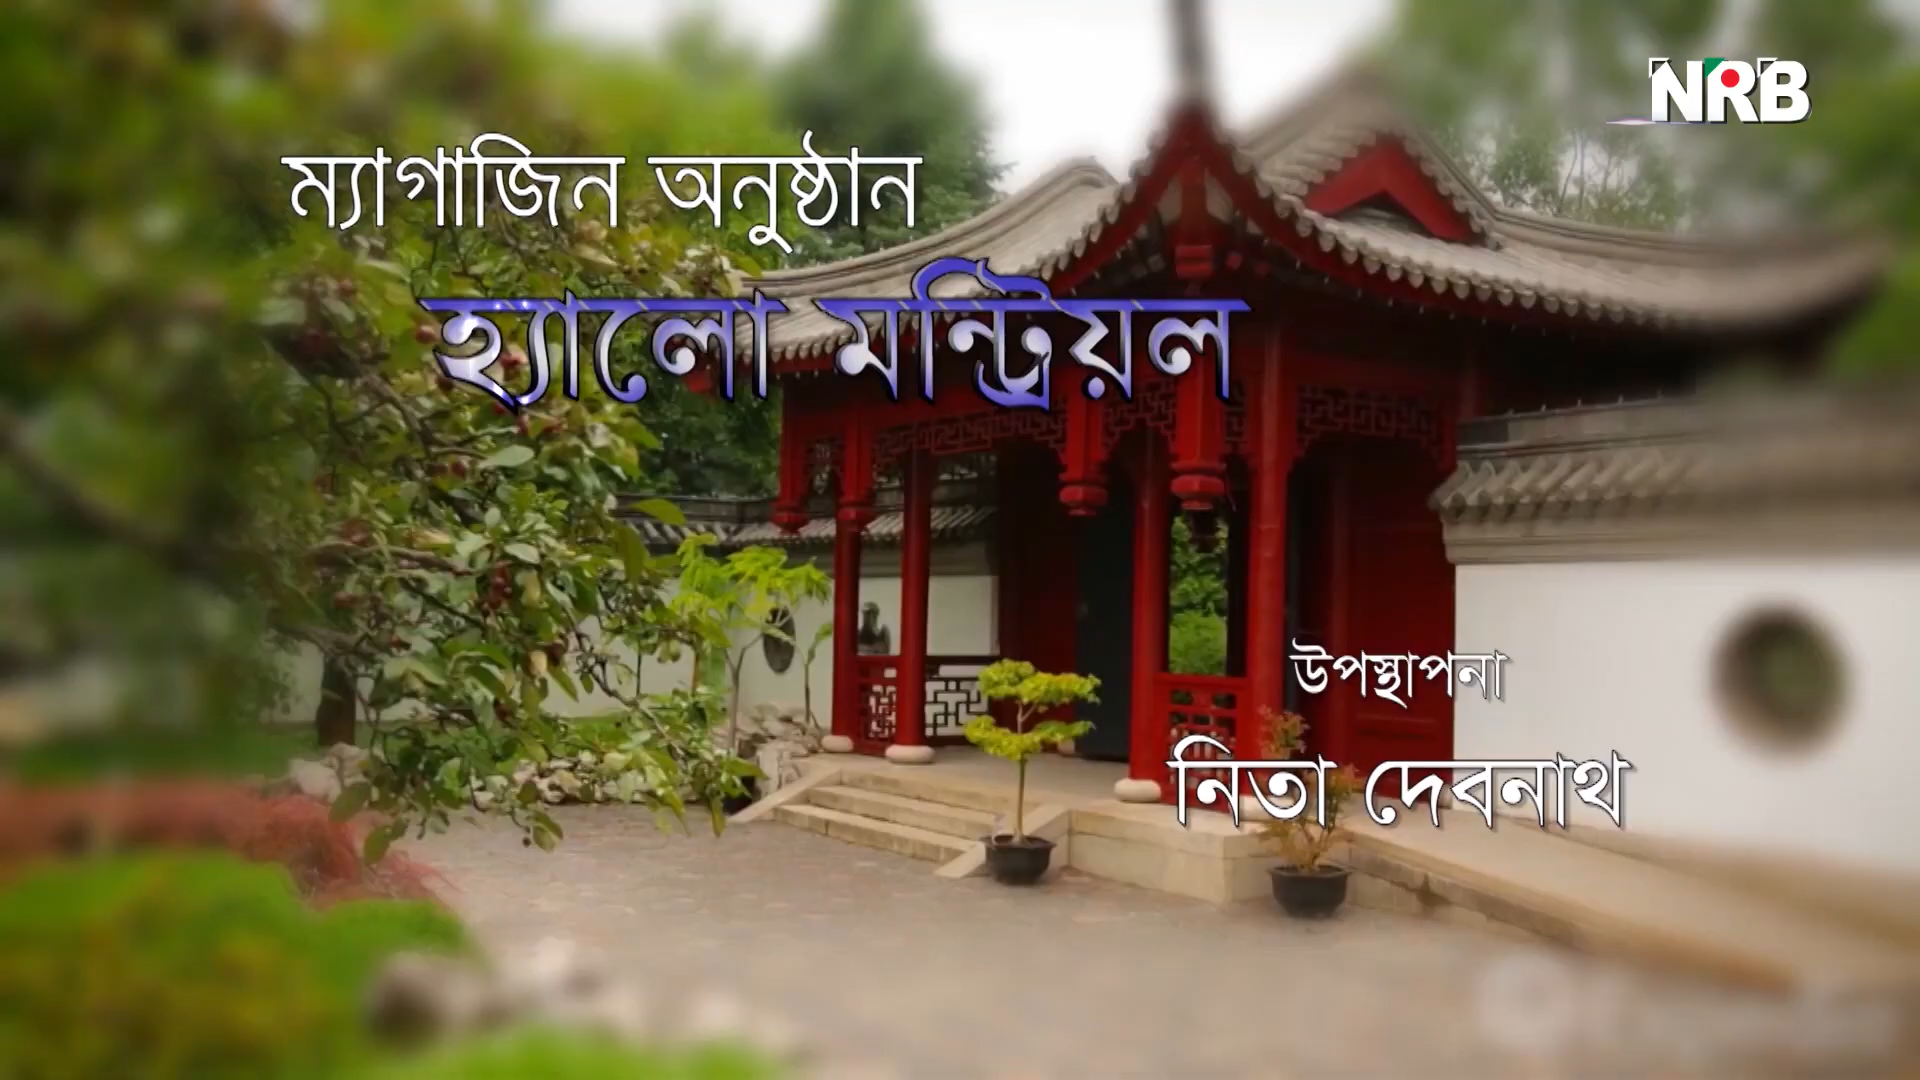 NRB
ম্যাগাজিন অনুষ্ঠান
হ্যালো মন্ট্রিয়ল
উপস্থাপনা
নিতা দেবনাথ